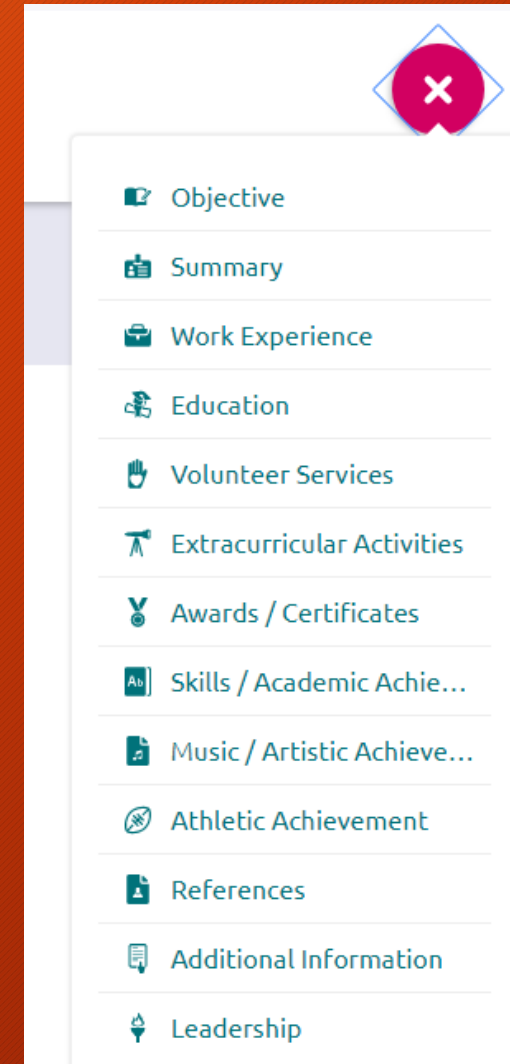 Objective
Summary
Work Experience
Education
Volunteer Services
Extracurricular Activities
Awards / Certificates
Skills / Academic Achie...
Music / Artistic Achieve...
Athletic Achievement
References
Additional Information
Leadership